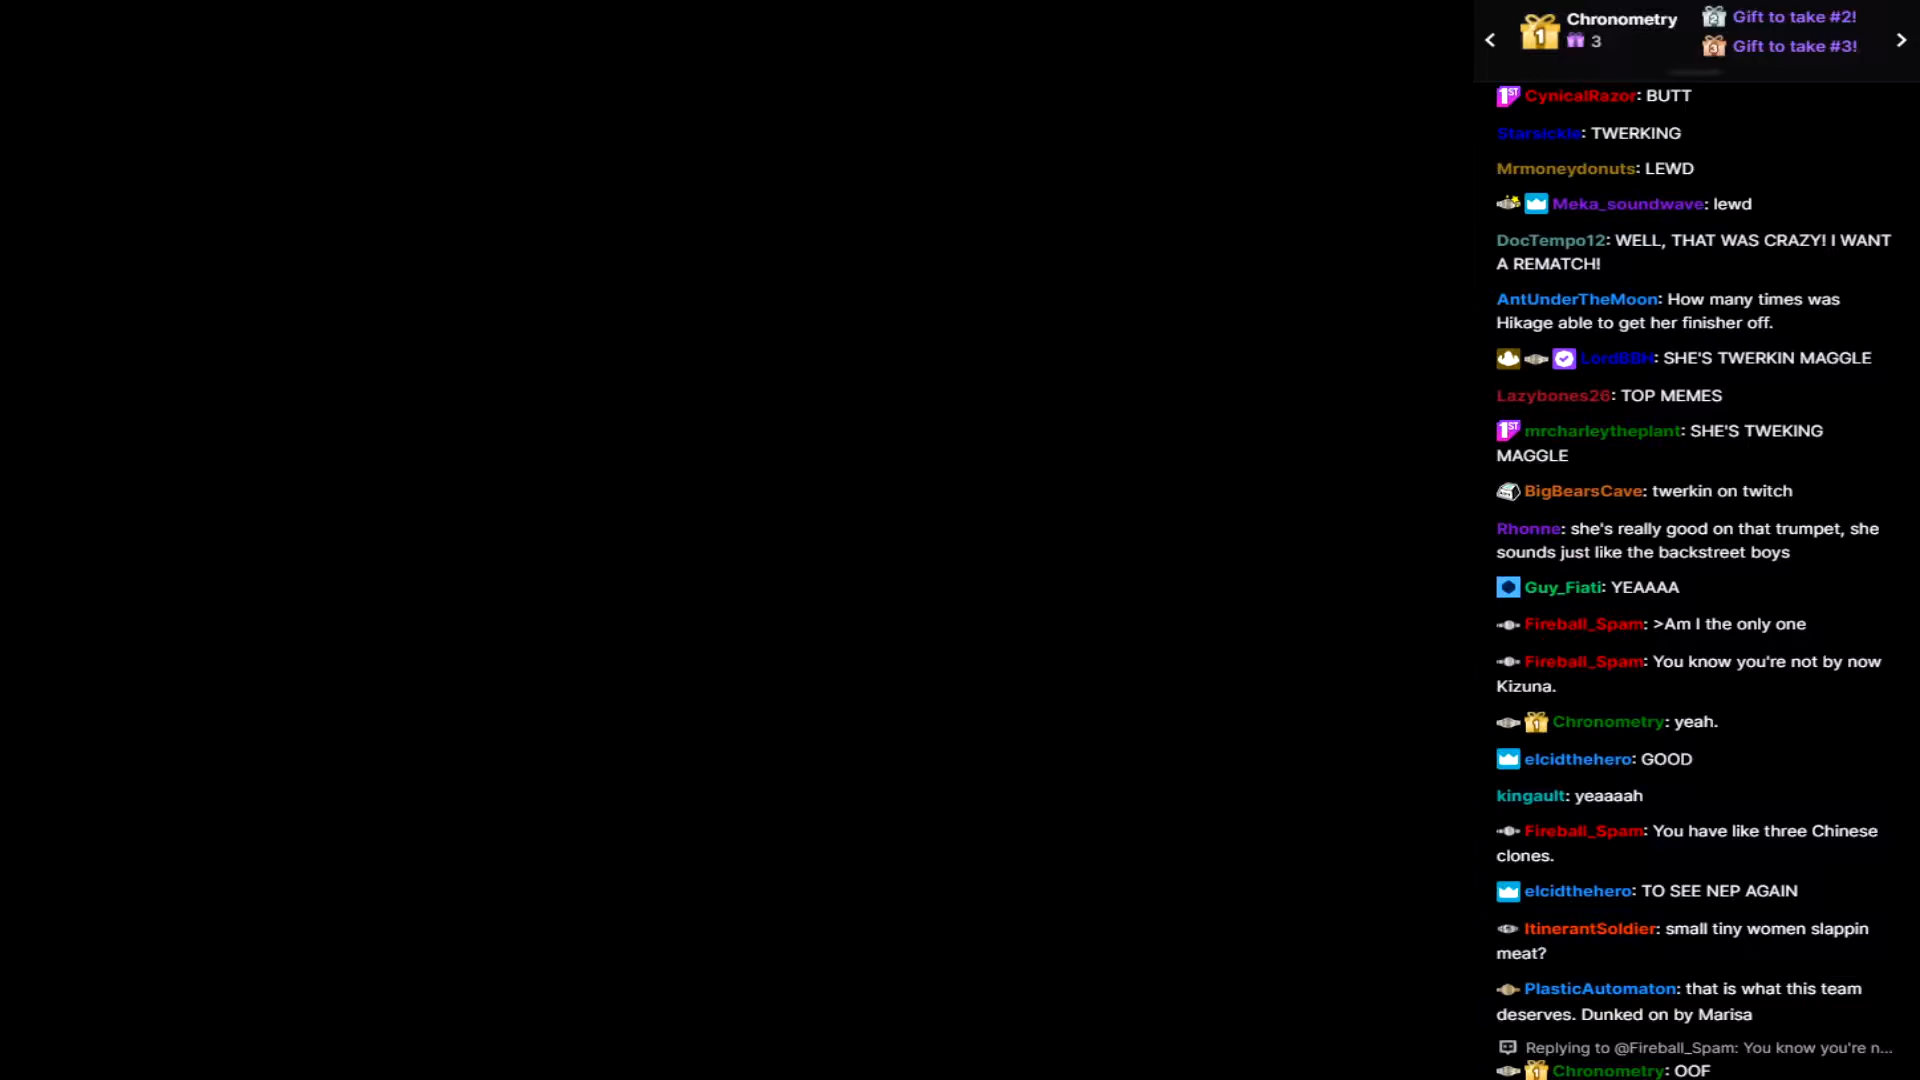 Chronometry
3
Gift to take #2!
Gift to take #3!
CynicalRazor: BUTT
Starsickle: TWERKING
Mrmoneydonuts: LEWD
Meka_soundwave: lewd
DocTempo12: WELL, THAT WAS CRAZY! I WANT
A REMATCH!
AntUnderTheMoon: How many times was
Hikage able to get her finisher off.
LordBBH: SHE'S TWERKIN MAGGLE
Lazybones26: TOP MEMES
mrcharleytheplant: SHE'S TWEKING
MAGGLE
BigBearsCave: twerkin on twitch
Rhonne: she's really good on that trumpet, she
sounds just like the backstreet boys
Guy_Fiati: YEAAAA
Fireball_Spam: >Am I the only one
Fireball_Spam: You know you're not by now
Kizuna.
Chronometry: yeah.
elcidthehero: GOOD
kingault: yeaaaah
Fireball_Spam: You have like three Chinese
clones.
elcidthehero: TO SEE NEP AGAIN
ItinerantSoldier: small tiny women slappin
meat?
PlasticAutomaton: that is what this team
deserves. Dunked on by Marisa
Replying to @Fireball_Spam: You know you're n...
Chronometry: OOF